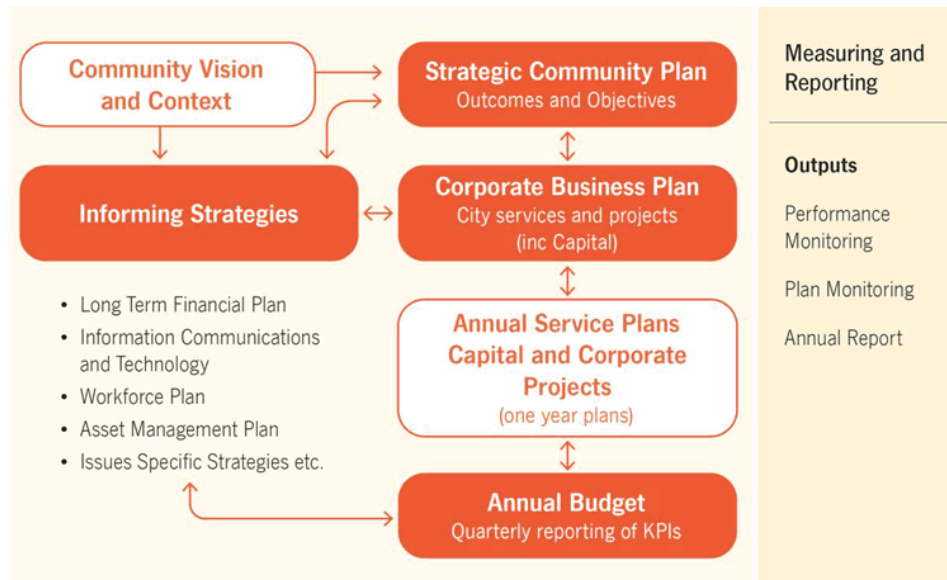 Community Vision
and Context
Strategic Community Plan
Outcomes and Objectives
Informing Strategies
Corporate Business Plan
City services and projects
(inc Capital)
• Long Term Financial Plan
• Information Communications
and Technology
• Workforce Plan
• Asset Management Plan
• Issues Specific Strategies etc.
Annual Service Plans
Capital and Corporate
Projects
(one year plans)
Annual Budget
Quarterly reporting of KPIs
Measuring and
Reporting
Outputs
Performance
Monitoring
Plan Monitoring
Annual Report